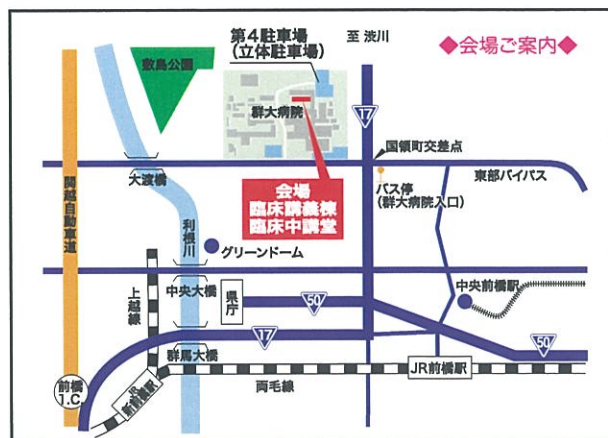 ◆会場ご案内◆
第4駐車場
(立体駐車場)
至 渋川
敷島公園
群大病院
17
国領町交差点
大渡橋
バス停
(群大病院入口)
東部バイパス
会場
臨床講義棟
臨床中講堂
関越自動車道
利根川
グリーンドーム
上越線
中央大橋
県庁
50
中央前橋駅
17
50
群馬大橋
前橋
I.C.
JR
新前橋駅
両毛線
JR前橋駅